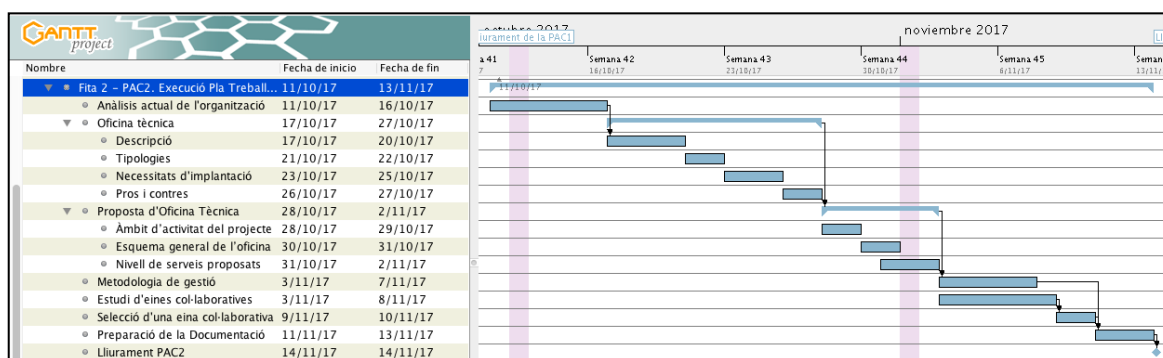 GANTT
project
octubre 2017
noviembre 2017
iurament de la PAC1
Semana 42
Semana 43
Semana 44
Semana 45
16/10/17
23/10/17
30/10/17
6/11/17
Nombre Fecha de inicio Fecha de fin
Fita 2 – PAC2. Execució Pla Treball... 11/10/17 13/11/17
11/10/17
Anàlisis actual de l'organització 11/10/17 16/10/17
Oficina tècnica 17/10/17 27/10/17
Descripció 17/10/17 20/10/17
Tipologies 21/10/17 22/10/17
Necessitats d'implantació 23/10/17 25/10/17
Pros i contres 26/10/17 27/10/17
Proposta d'Oficina Tècnica 28/10/17 2/11/17
Àmbit d'activitat del projecte 28/10/17 29/10/17
Esquema general de l'oficina 30/10/17 31/10/17
Nivell de serveis proposats 31/10/17 2/11/17
Metodologia de gestió 3/11/17 7/11/17
Estudi d'eines col·laboratives 3/11/17 8/11/17
Selecció d'una eina col·laborativa 9/11/17 10/11/17
Preparació de la Documentació 11/11/17 13/11/17
Lliurament PAC2 14/11/17 14/11/17